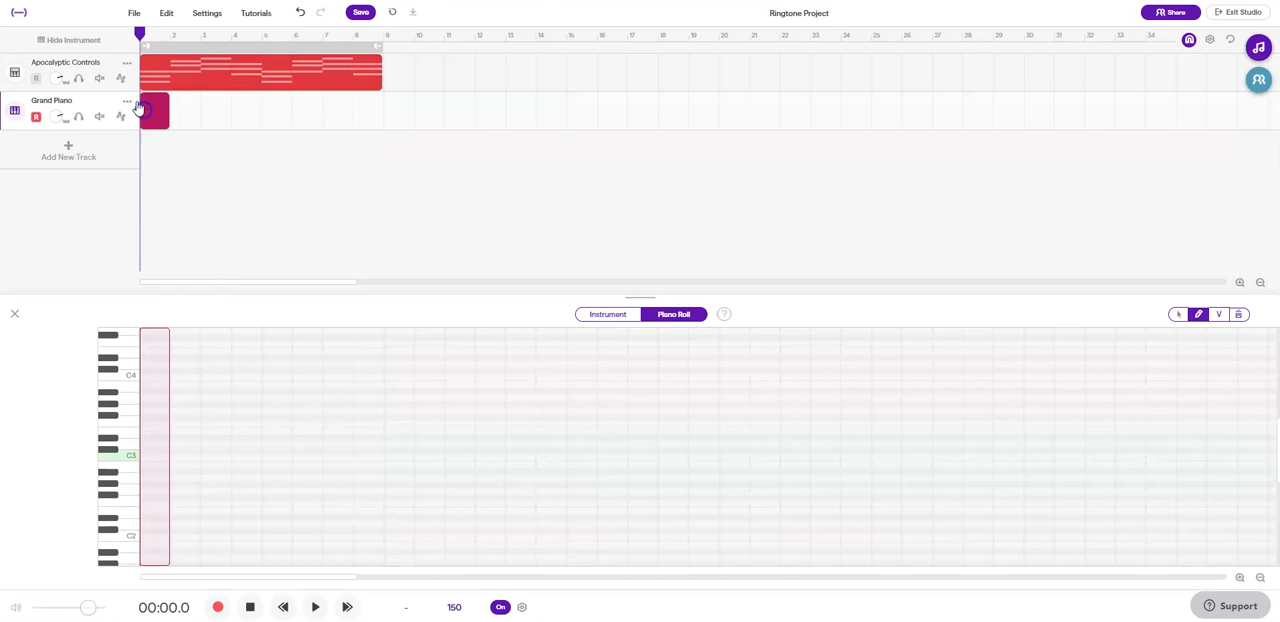 (—) File Edit Settings Tutorials Save Ringtone Project Share Exit Studio
Hide Instrument 2 3 4 5 6 7 8 9 10 11 12 13 14 15 16 17 18 19 20 21 22 23 24 25 26 27 28 29 30 31 32 33 34
Apocalyptic Controls ...
R
Grand Piano ...
R
+
Add New Track
Instrument Piano Roll ? V
C4
C3
C2
00:00.0 - 150 On ? Support